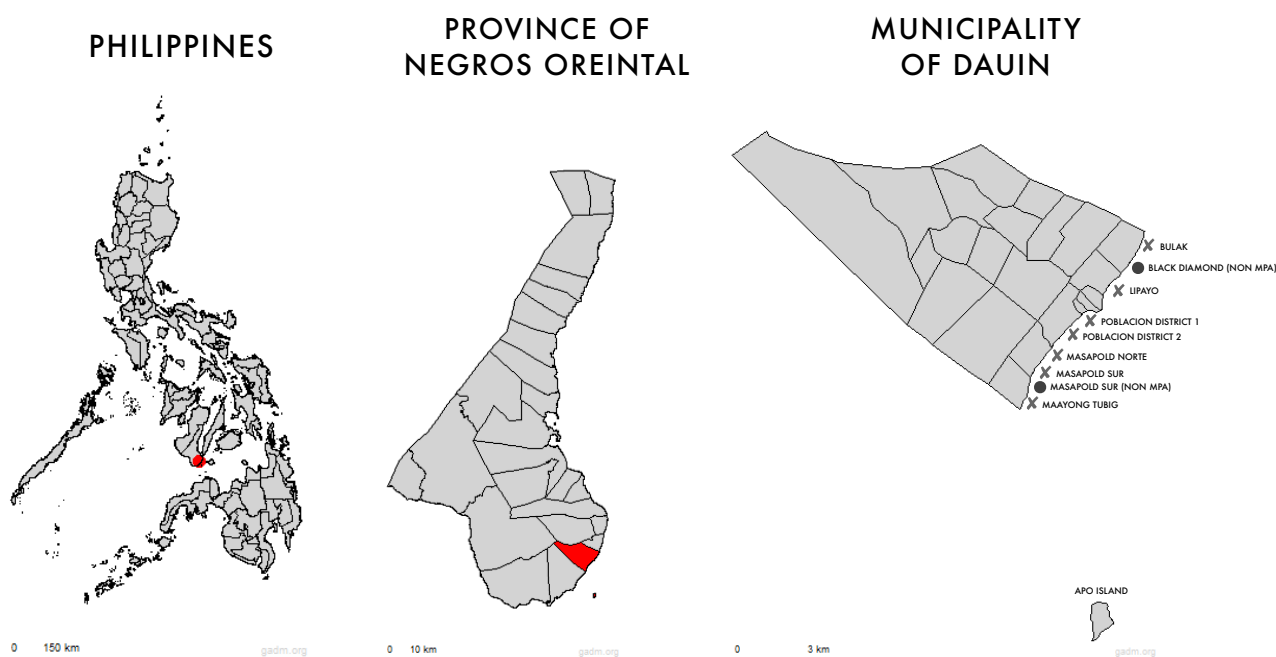 PHILIPPINES
PROVINCE OF
NEGROS OREINTAL
MUNICIPALITY
OF DAUIN
BULAK
BLACK DIAMOND (NON MPA)
LIPAYO
POBLACION DISTRICT 1
POBLACION DISTRICT 2
MASAPOLD NORTE
MASAPOLD SUR
MASAPOLD SUR (NON MPA)
MAAYONG TUBIG
APO ISLAND
0 150 km
gadm.org
0 10 km
gadm.org
0 3 km
gadm.org